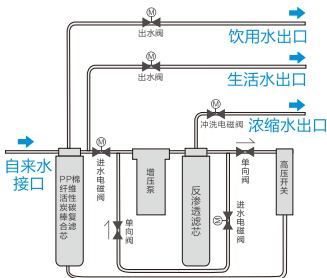 M
出水阀
饮用水出口
M
出水阀
生活水出口
M
冲洗电磁阀
浓缩水出口
自来水
接口
M
进水电磁阀
单向阀
PP棉
纤维
活性
炭碳
棒复
合滤
芯
增压泵
反渗透滤芯
高压开关
单向阀
M
进水电磁阀